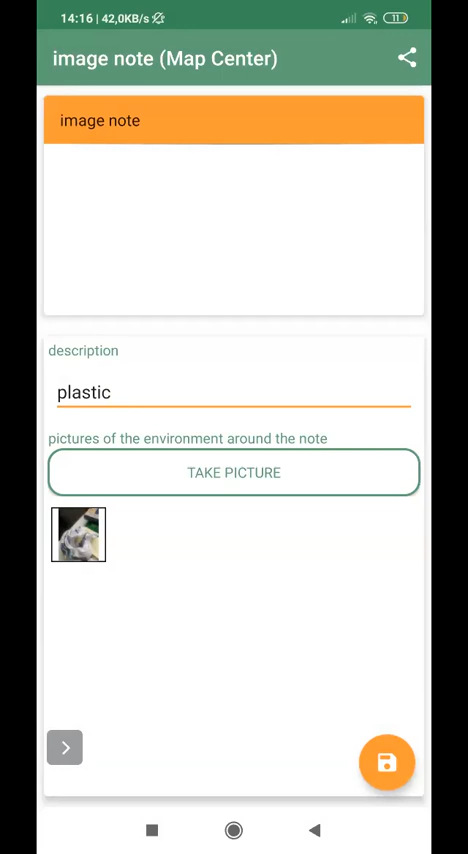 14:16 | 42,0KB/s
11
image note (Map Center)
image note
description
plastic
pictures of the environment around the note
TAKE PICTURE